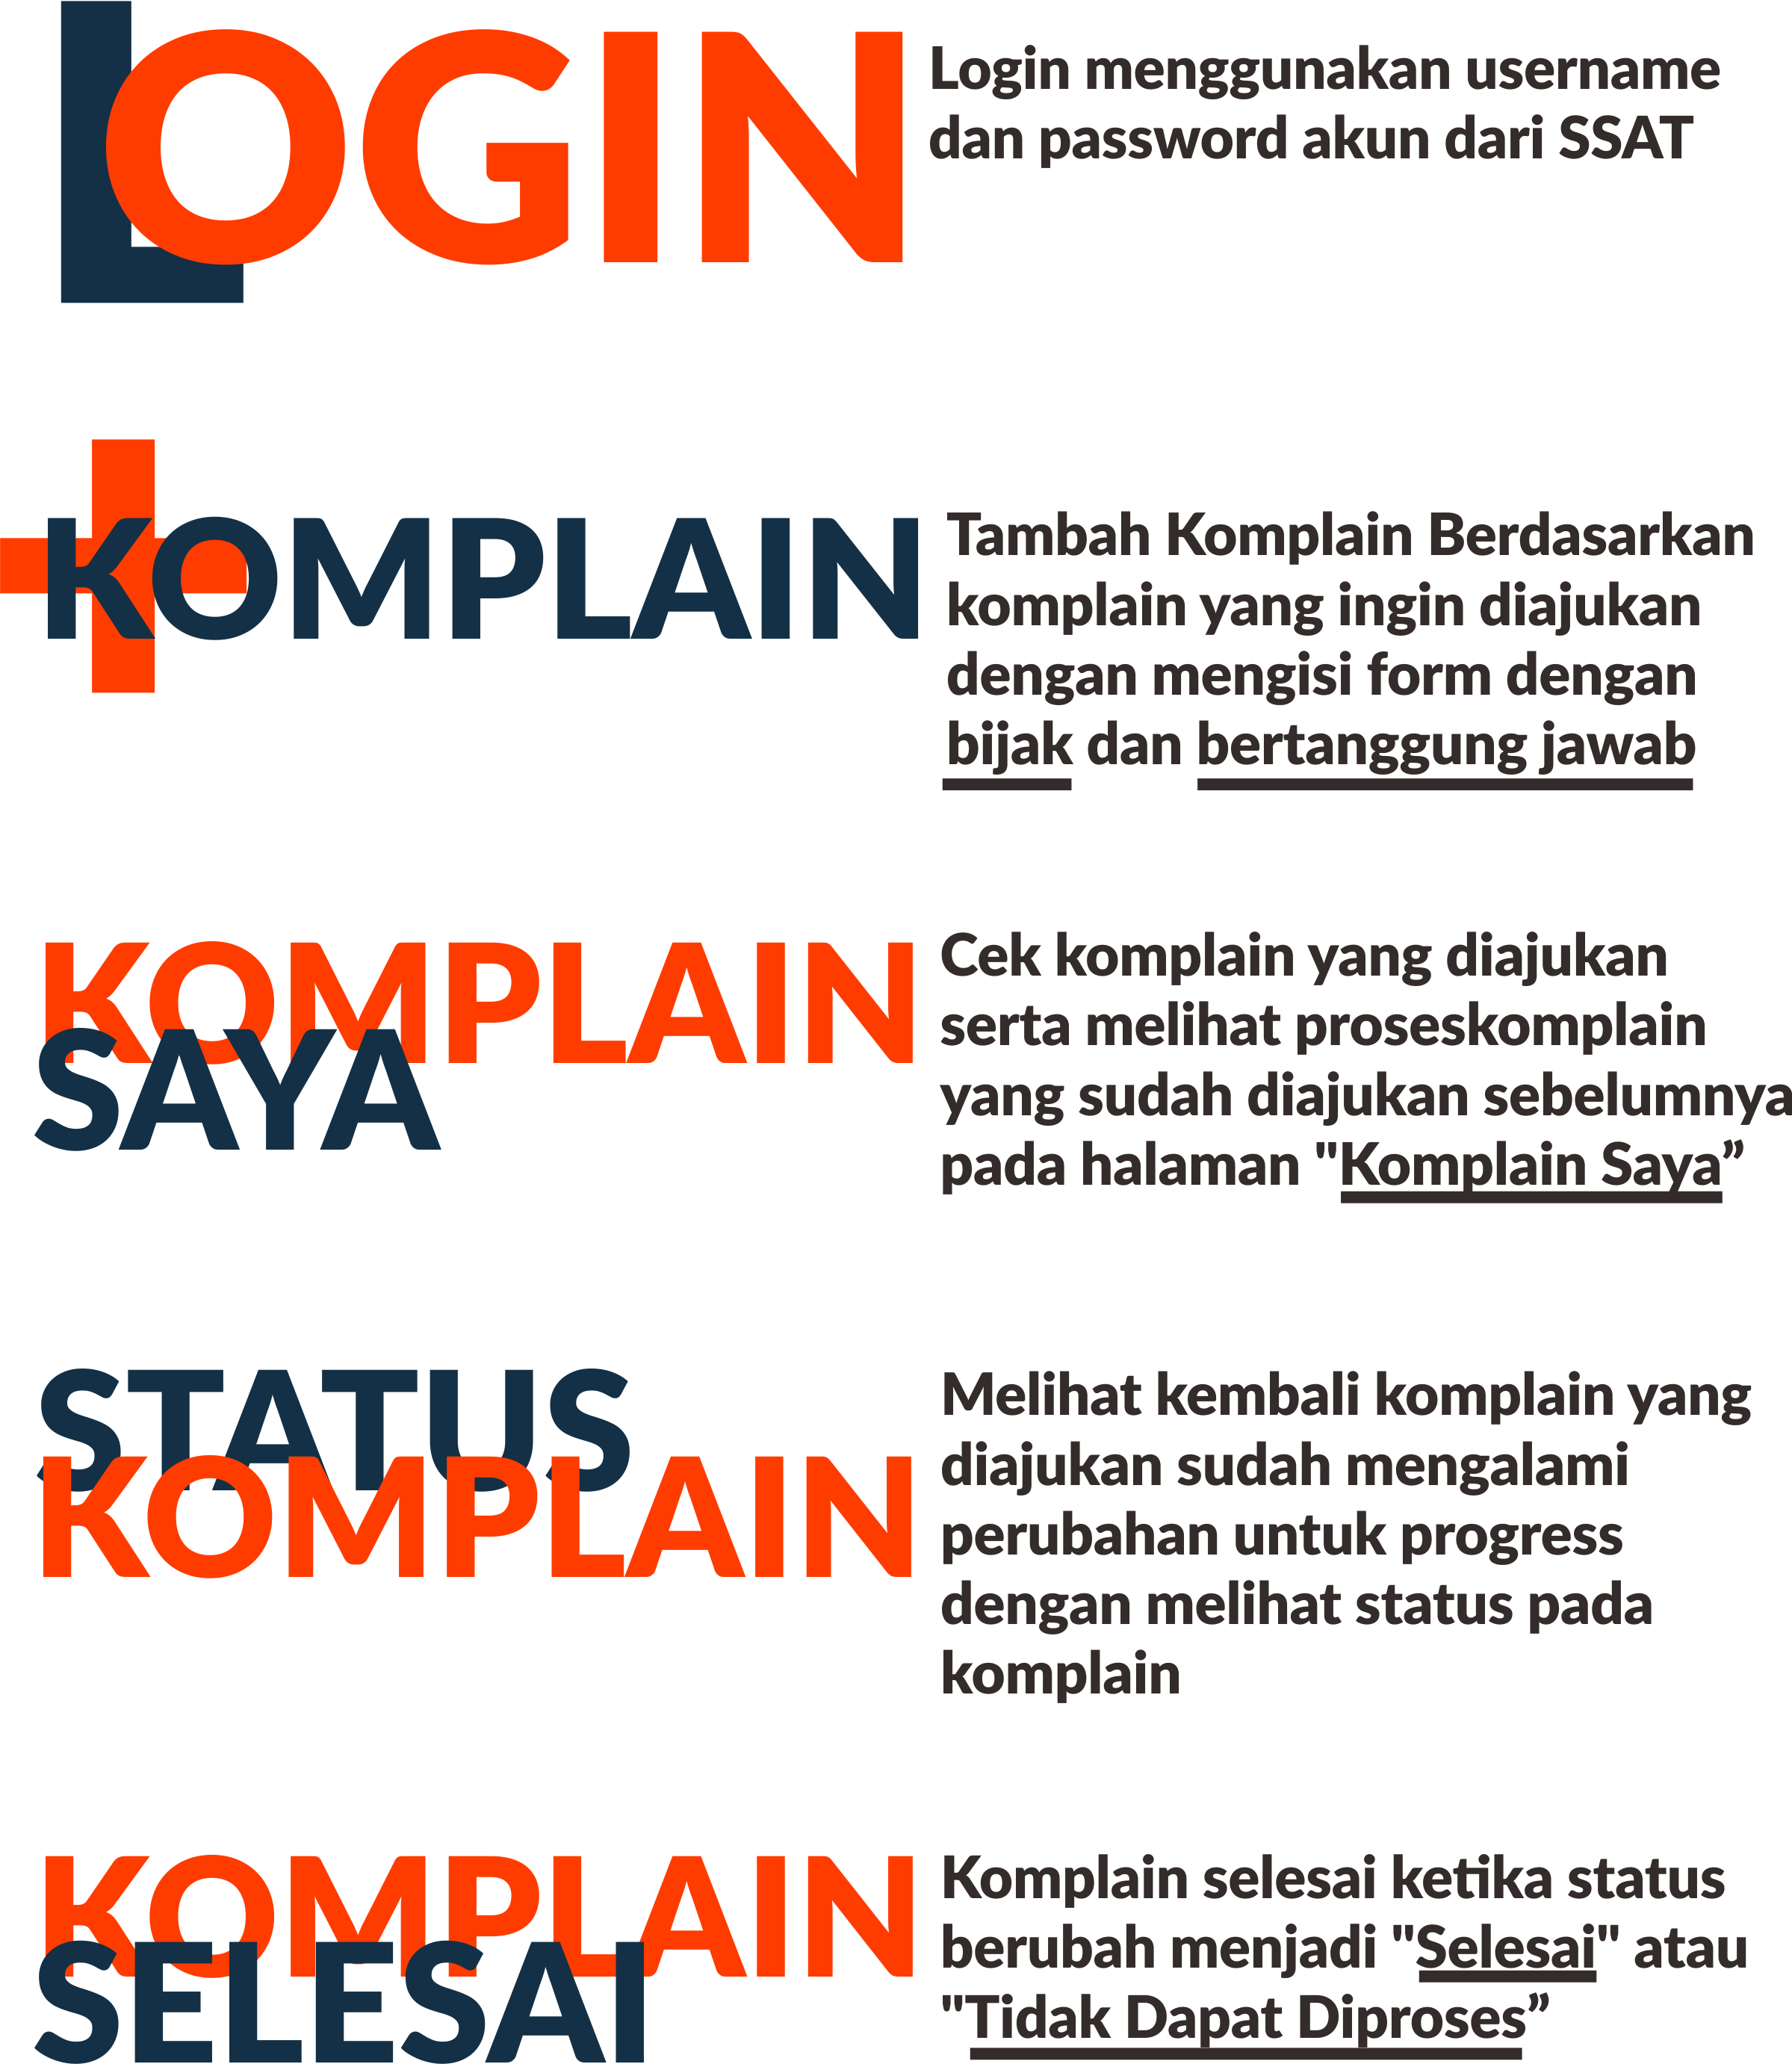 LOGIN
Login menggunakan username
dan password akun dari SSAT
+KOMPLAIN
Tambah Komplain Berdasarkan
komplain yang ingin diajukan
dengan mengisi form dengan
bijak dan bertanggung jawab
KOMPLAIN
SAYA
Cek komplain yang diajukan
serta melihat proseskomplain
yang sudah diajukan sebelumnya
pada halaman "Komplain Saya”
STATUS
KOMPLAIN
Melihat kembali komplain yang
diajukan sudah mengalami
perubahan untuk progress
dengan melihat status pada
komplain
KOMPLAIN
SELESAI
Komplain selesai ketika status
berubah menjadi "Selesai" atau
"Tidak Dapat Diproses”